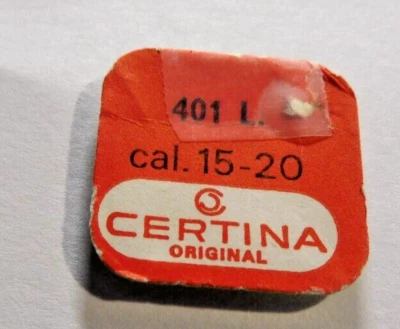 401 L.
cal. 15-20
CERTINA
ORIGINAL